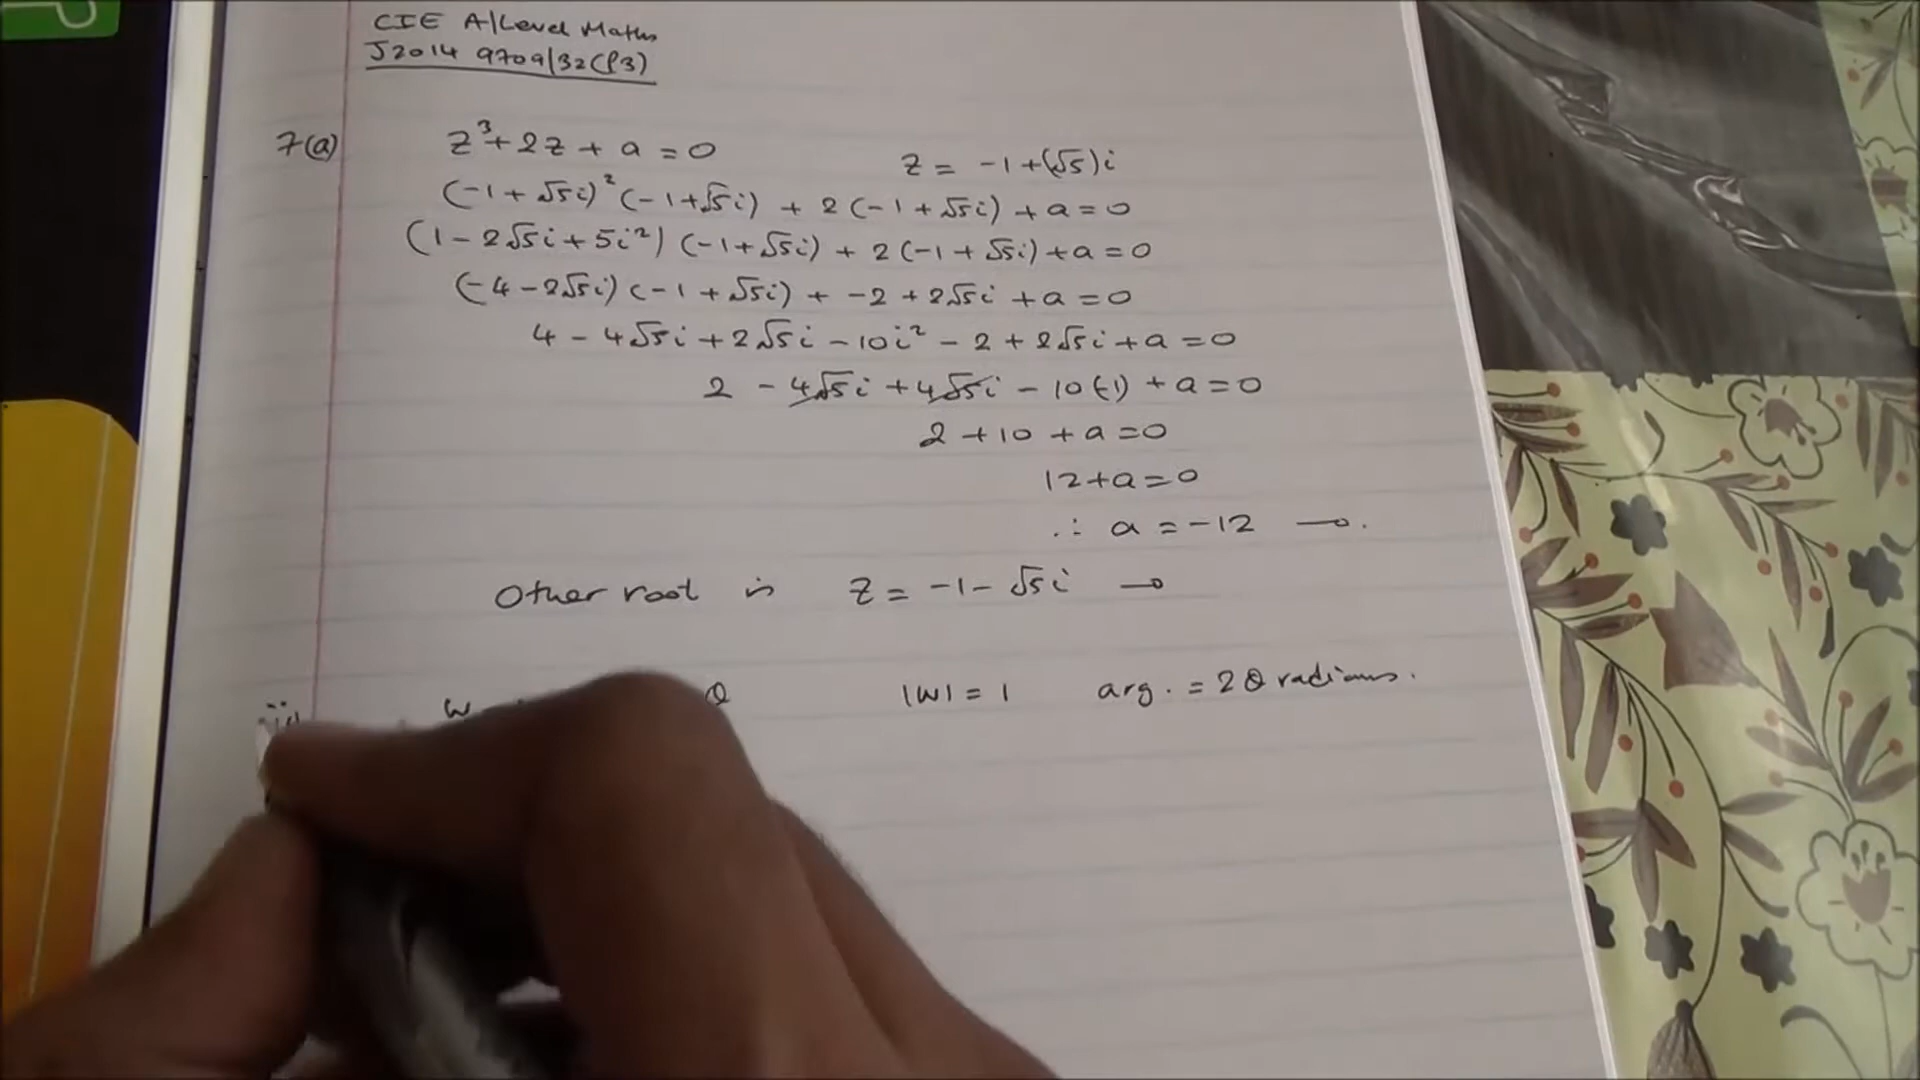 CIE A/Level Maths
J2014 9709/32(P3)
7(a) z³ + 2z + a = 0 z = -1 + (√5)i
(-1 + √5i)² (-1 + √5i) + 2(-1 + √5i) + a = 0
(1 - 2√5i + 5i²) (-1 + √5i) + 2(-1 + √5i) + a = 0
(-4 - 2√5i) (-1 + √5i) + -2 + 2√5i + a = 0
4 - 4√5i + 2√5i - 10i² - 2 + 2√5i + a = 0
2 - 4√5i + 4√5i - 10(-1) + a = 0
2 + 10 + a = 0
12 + a = 0
∴ a = -12
Other root is z = -1 - √5i
w θ |w| = 1 arg. = 2θ radians.